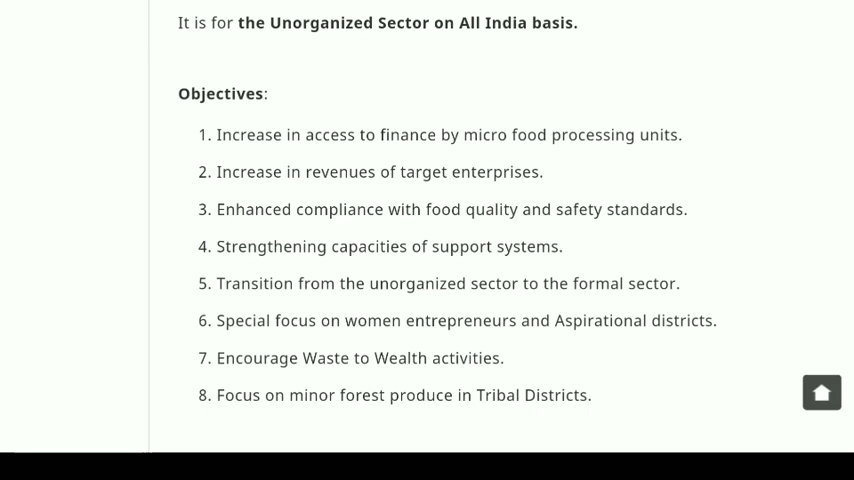 It is for the Unorganized Sector on All India basis.
Objectives:
1. Increase in access to finance by micro food processing units.
2. Increase in revenues of target enterprises.
3. Enhanced compliance with food quality and safety standards.
4. Strengthening capacities of support systems.
5. Transition from the unorganized sector to the formal sector.
6. Special focus on women entrepreneurs and Aspirational districts.
7. Encourage Waste to Wealth activities.
8. Focus on minor forest produce in Tribal Districts.